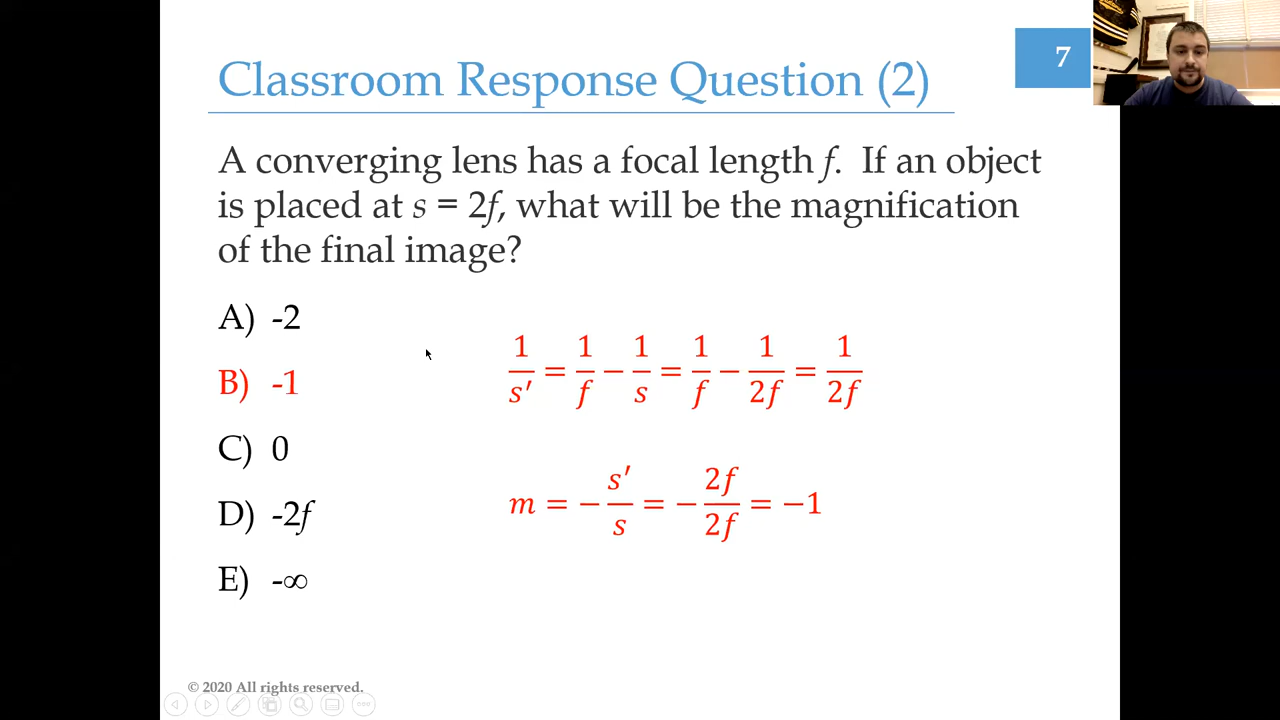 Classroom Response Question (2)
7
A converging lens has a focal length f. If an object
is placed at s = 2f, what will be the magnification
of the final image?
A) -2
B) -1
C) 0
D) -2f
E) -∞
1/s′ = 1/f − 1/s = 1/f − 1/2f = 1/2f
m = − s′/s = − 2f/2f = −1
© 2020 All rights reserved.